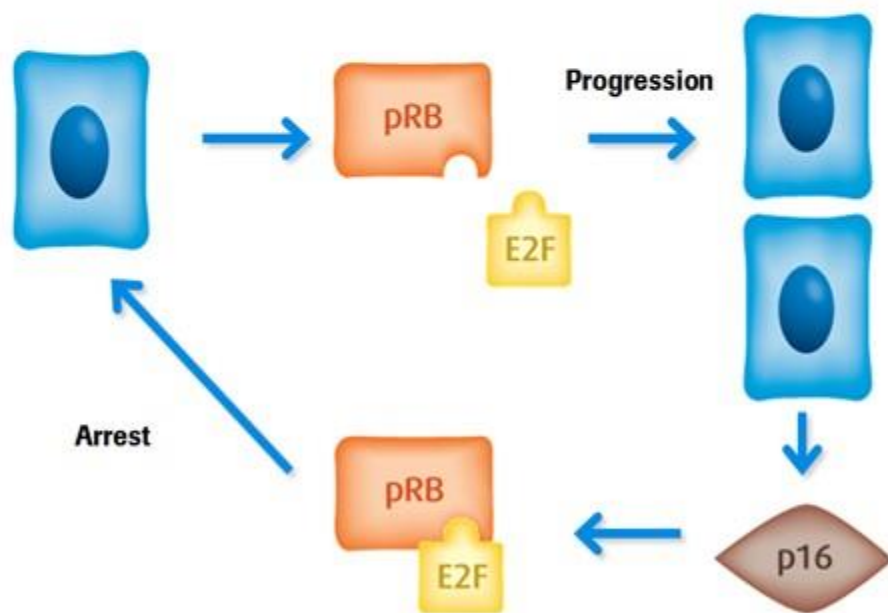 Progression
pRB
E2F
Arrest
pRB
E2F
p16